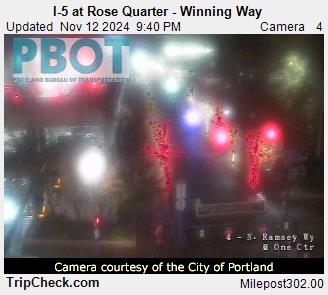 I-5 at Rose Quarter - Winning Way
Updated Nov 12 2024 9:40 PM Camera 4
PBOT
PORTLAND BUREAU OF TRANSPORTATION
4 - N. Ramsey Wy
@ One Ctr
Camera courtesy of the City of Portland
TripCheck.com Milepost302.00